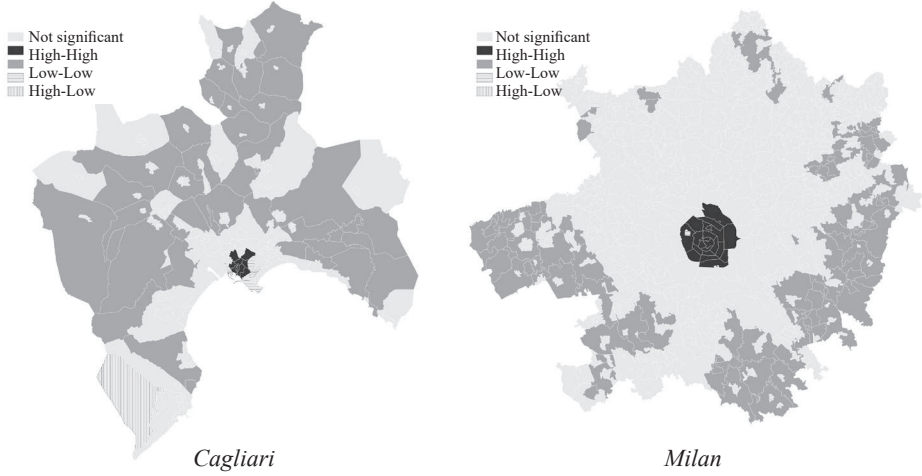 Not significant
High-High
Low-Low
High-Low
Not significant
High-High
Low-Low
High-Low
Cagliari
Milan